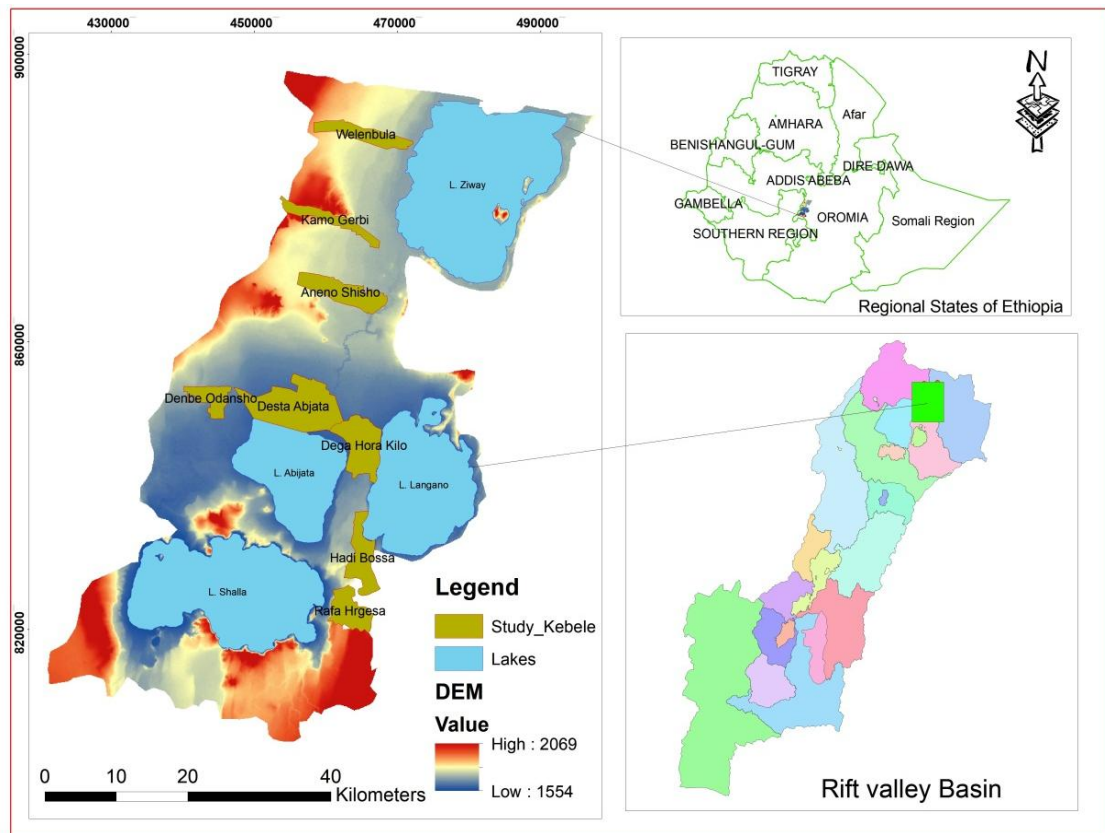 430000 450000 470000 490000
900000
860000
820000
Welenbula
L. Ziway
Kamo Gerbi
Aneno Shisho
Denbe Odansho
Desta Abjata
Dega Hora Kilo
L. Abijata
L. Langano
Hadi Bossa
L. Shalla
Rafa Hrgesa
Legend
Study_Kebele
Lakes
DEM
Value
High : 2069
Low : 1554
0 10 20 40
Kilometers
N
TIGRAY
Afar
AMHARA
BENISHANGUL-GUM
DIRE DAWA
ADDIS ABEBA
GAMBELLA
OROMIA
SOUTHERN REGION
Somali Region
Regional States of Ethiopia
Rift valley Basin